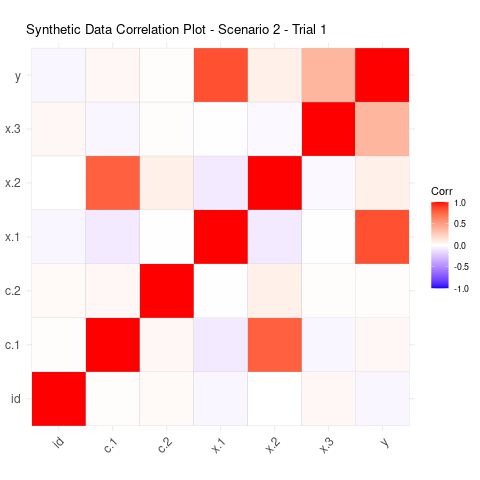 Synthetic Data Correlation Plot - Scenario 2 - Trial 1
y
x.3
x.2
x.1
c.2
c.1
id
id
c.1
c.2
x.1
x.2
x.3
y
Corr
1.0
0.5
0.0
-0.5
-1.0